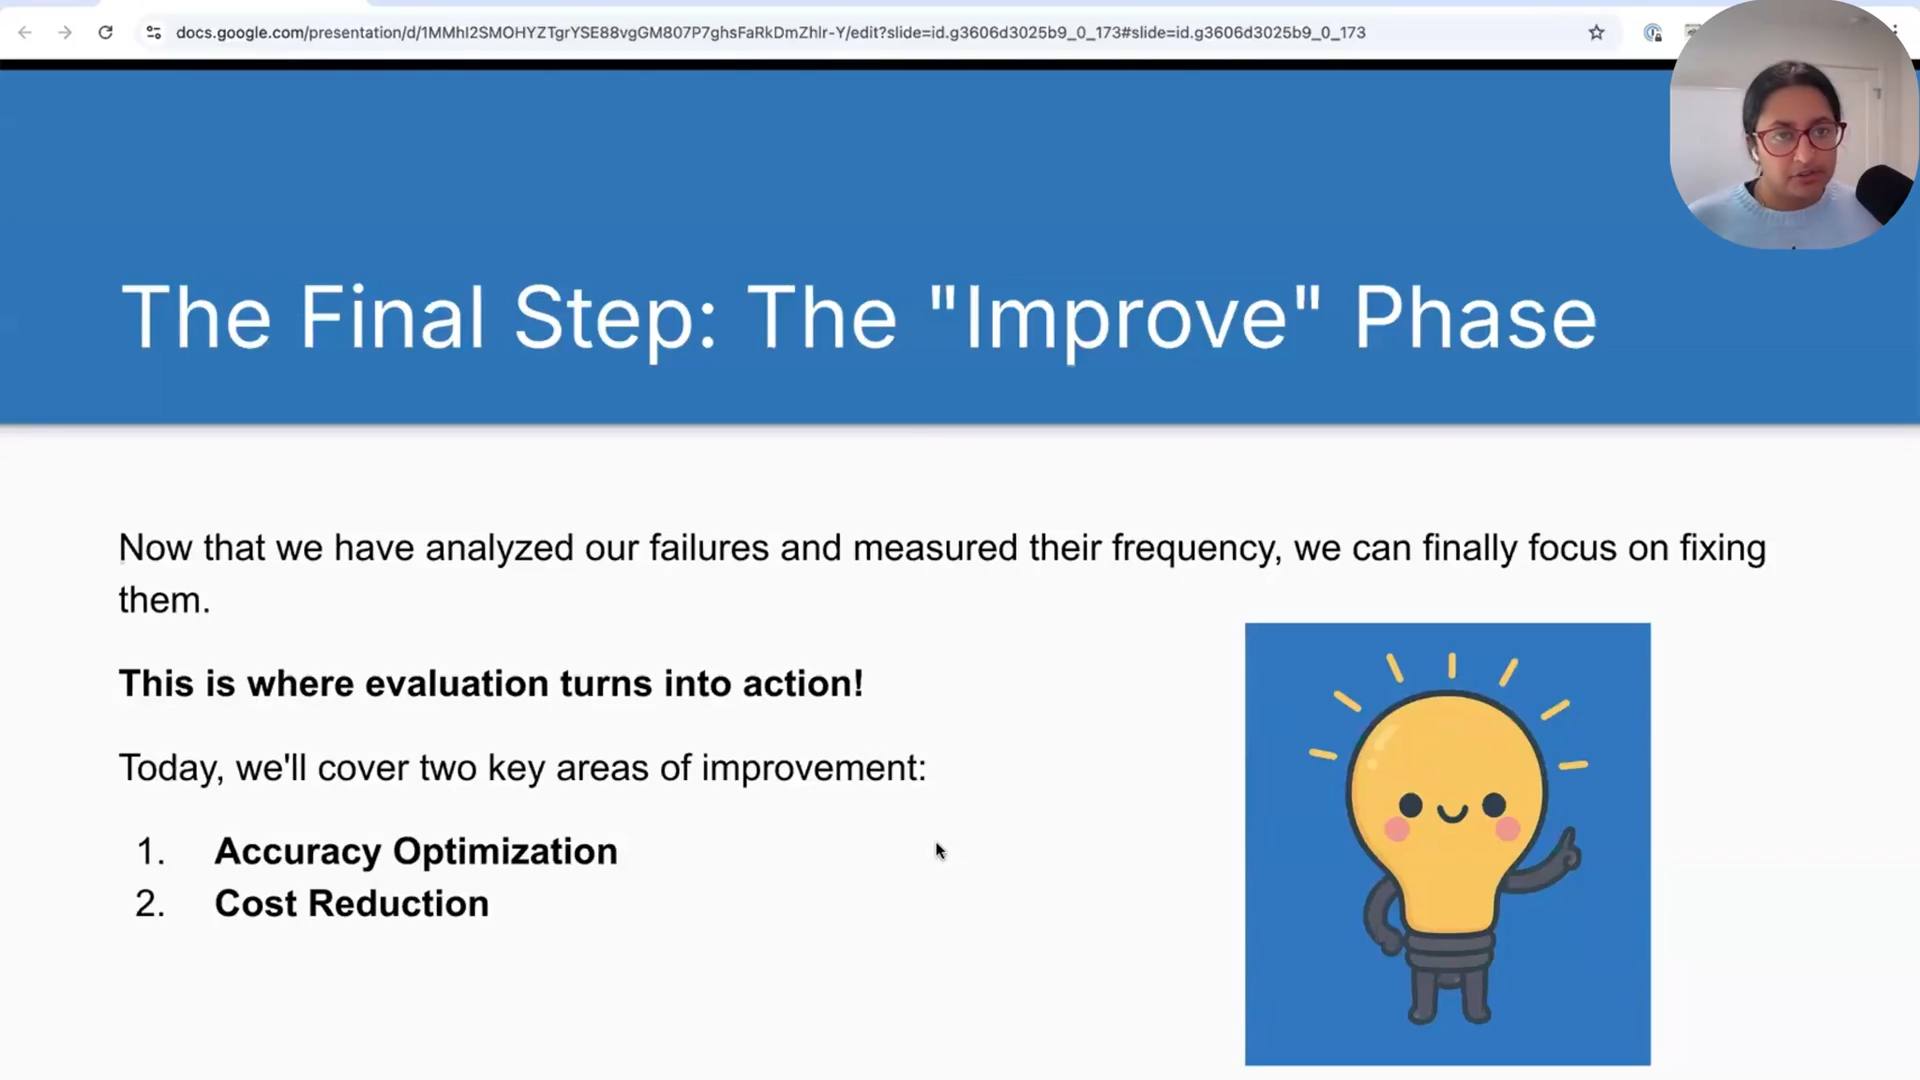 docs.google.com/presentation/d/1MMhI2SMOHYZTgrYSE88vgGM807P7ghsFaRkDmZhlr-Y/edit?slide=id.g3606d3025b9_0_173#slide=id.g3606d3025b9_0_173
The Final Step: The "Improve" Phase
Now that we have analyzed our failures and measured their frequency, we can finally focus on fixing
them.
This is where evaluation turns into action!
Today, we'll cover two key areas of improvement:
1. Accuracy Optimization
2. Cost Reduction